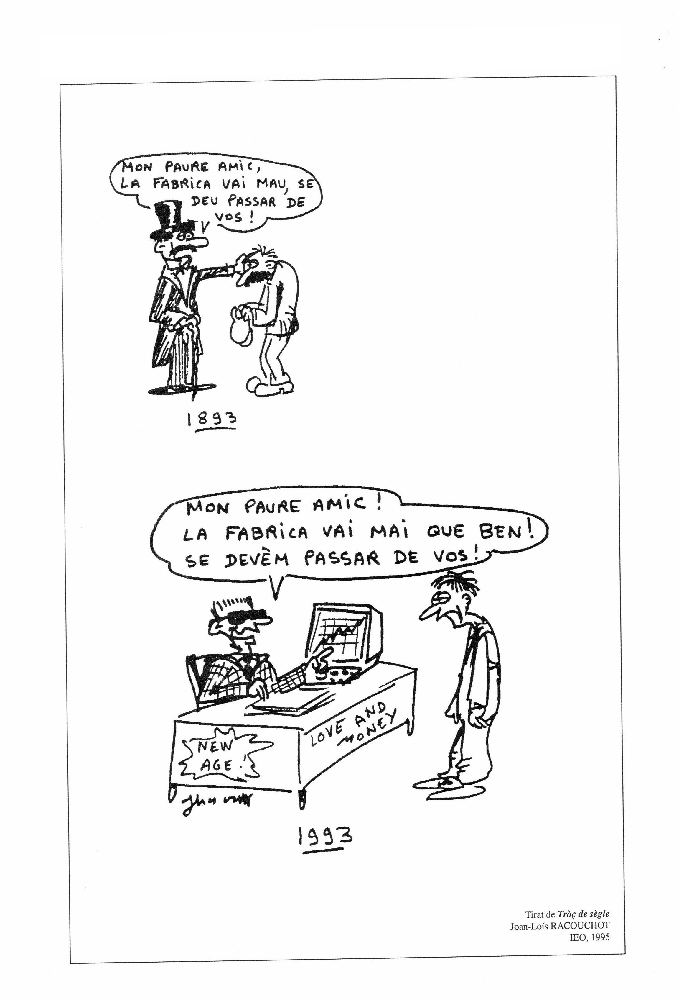 MON PAURE AMIC,
LA FABRICA VAI MAU, SE
DEU PASSAR DE
VOS !
1893
MON PAURE AMIC !
LA FABRICA VAI MAI QUE BEN !
SE DEVÈM PASSAR DE VOS !
LOVE AND
MONEY
NEW
AGE !
1993
Tirat de Tròç de sègle
Joan-Loís RACOUCHOT
IEO, 1995